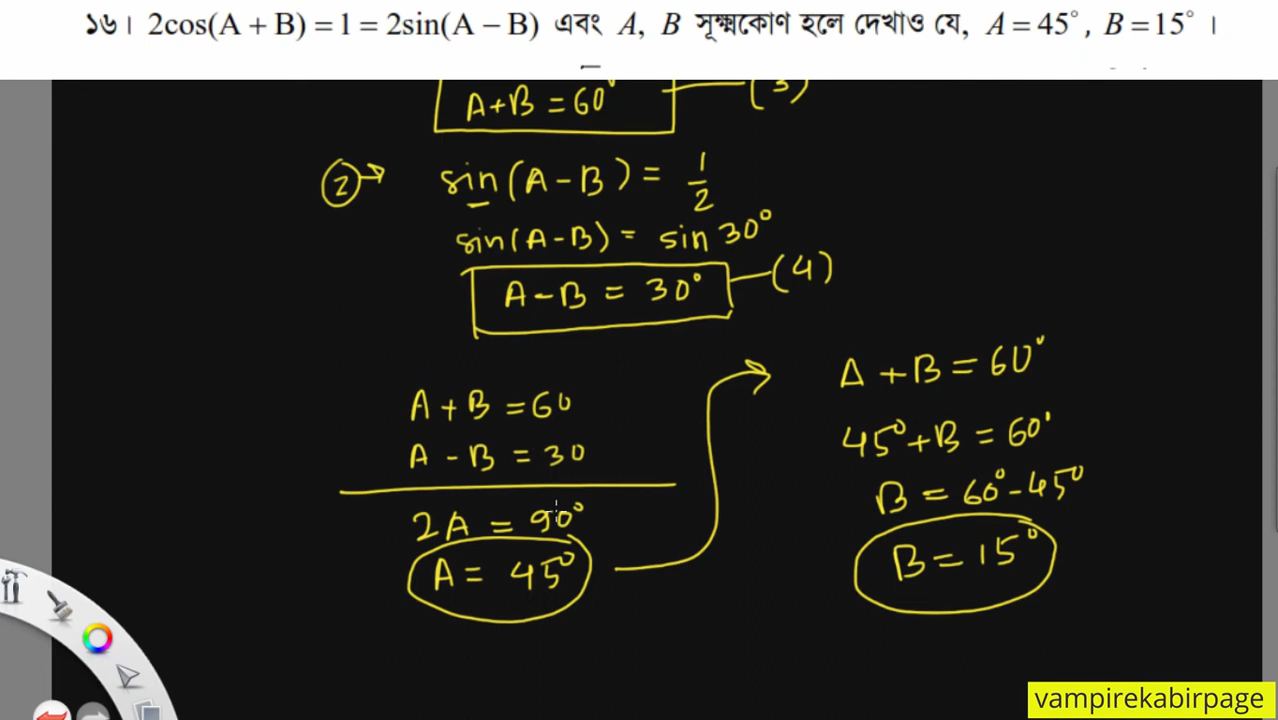 ১৬। 2cos(A + B) = 1 = 2sin(A − B) এবং A, B সূক্ষ্মকোণ হলে দেখাও যে, A = 45°, B = 15° ।
A+B = 60° (3)
② → sin(A-B) = 1/2
sin(A-B) = sin 30°
A-B = 30° (4)
A + B = 60
A - B = 30
2A = 90°
A = 45°
A + B = 60°
45° + B = 60°
B = 60° - 45°
B = 15°
vampirekabirpage